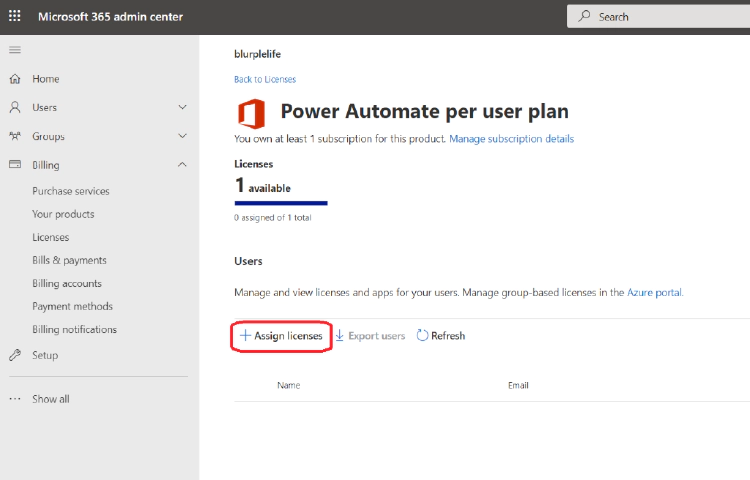 Microsoft 365 admin center
Search
Home
Users
Groups
Billing
Purchase services
Your products
Licenses
Bills & payments
Billing accounts
Payment methods
Billing notifications
Setup
Show all
blurplelife
Back to Licenses
Power Automate per user plan
You own at least 1 subscription for this product. Manage subscription details
Licenses
1 available
0 assigned of 1 total
Users
Manage and view licenses and apps for your users. Manage group-based licenses in the Azure portal.
Assign licenses Export users Refresh
Name Email